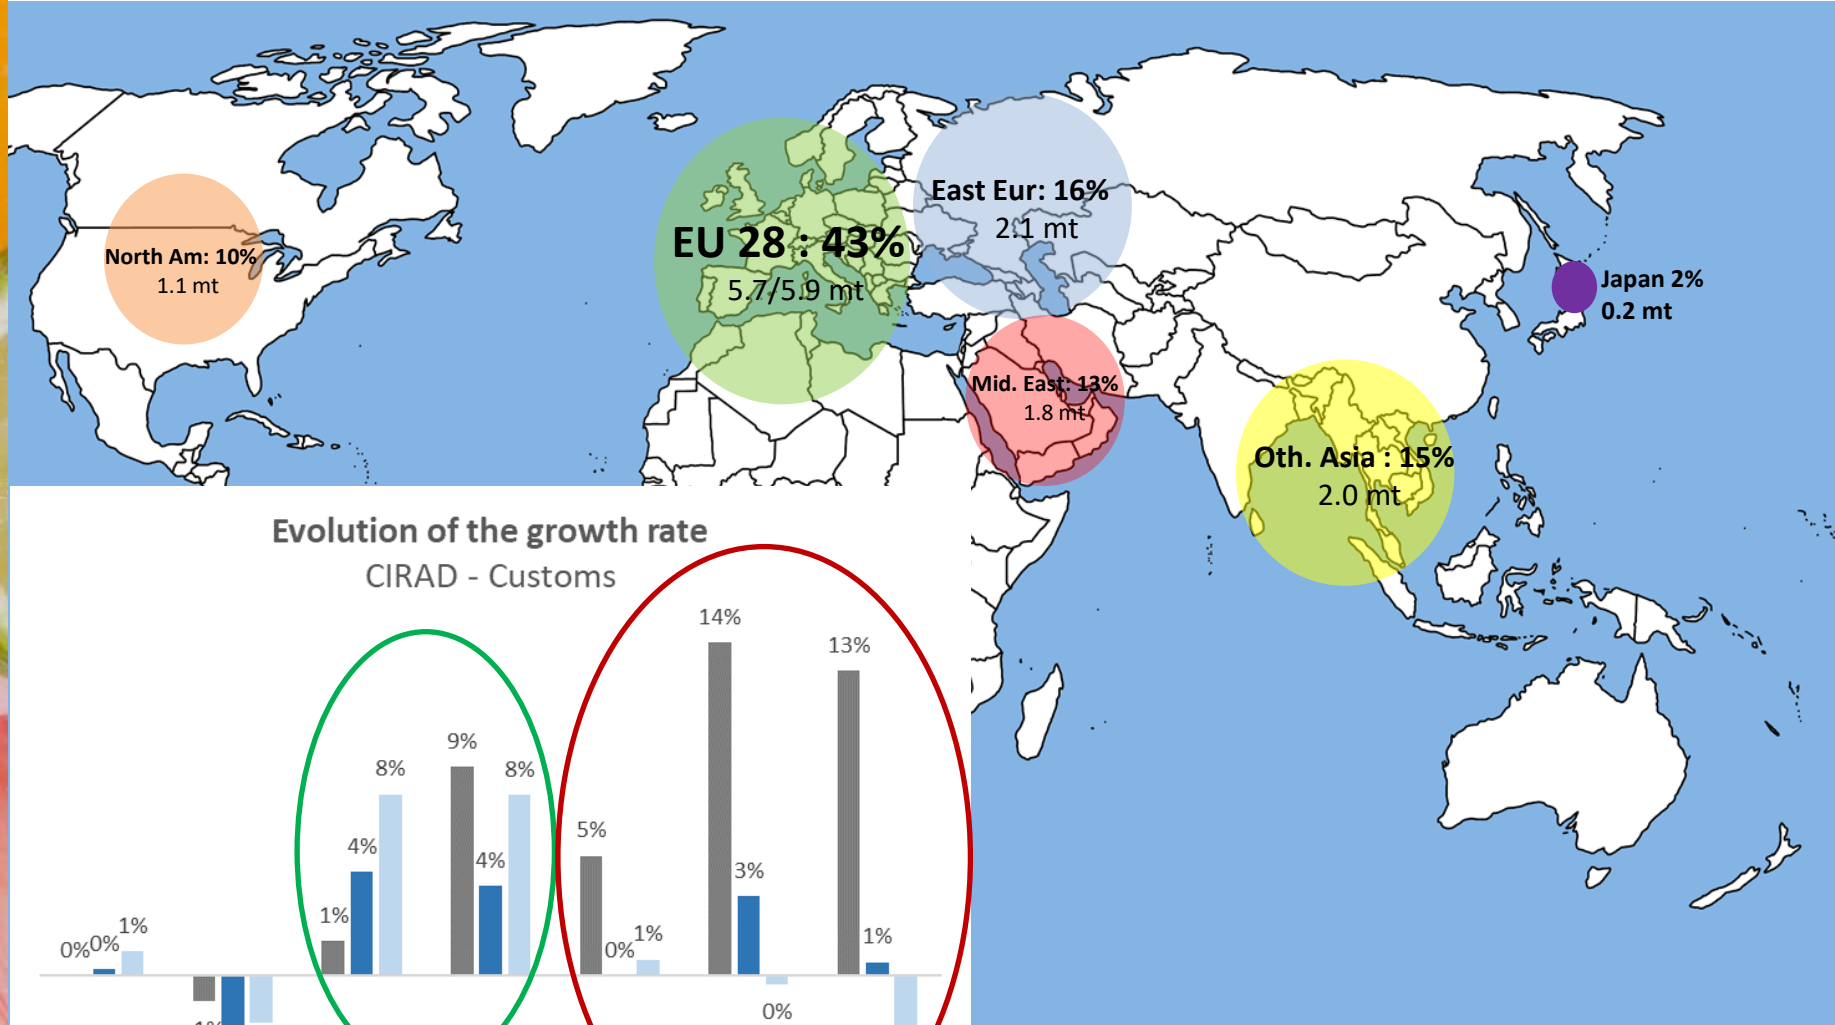 North Am: 10%
1.1 mt
EU 28 : 43%
5.7/5.9 mt
East Eur: 16%
2.1 mt
Japan 2%
0.2 mt
Mid. East: 13%
1.8 mt
Oth. Asia : 15%
2.0 mt
Evolution of the growth rate
CIRAD - Customs
0%
0%
1%
1%
4%
8%
9%
4%
8%
5%
0%
1%
14%
3%
0%
13%
1%